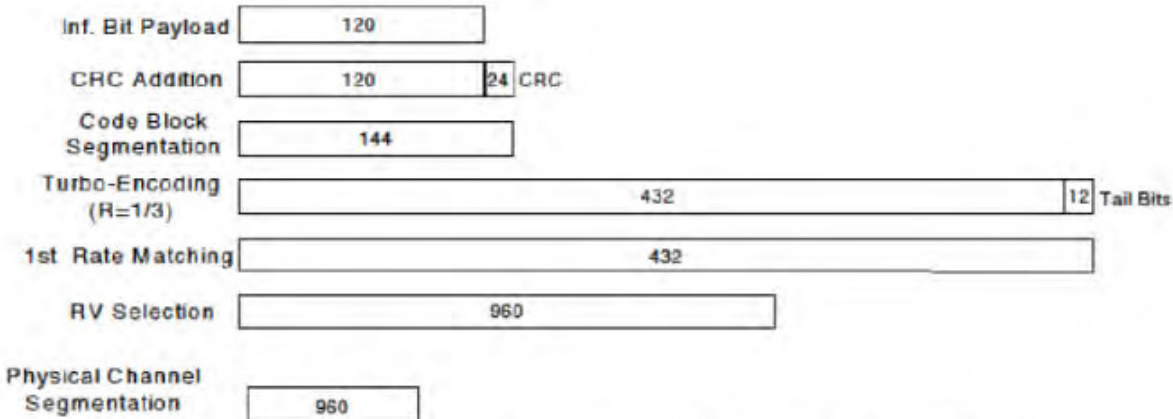 Inf. Bit Payload 120
CRC Addition 120 24 CRC
Code Block
Segmentation 144
Turbo-Encoding
(R=1/3) 432 12 Tail Bits
1st Rate Matching 432
RV Selection 960
Physical Channel
Segmentation 960